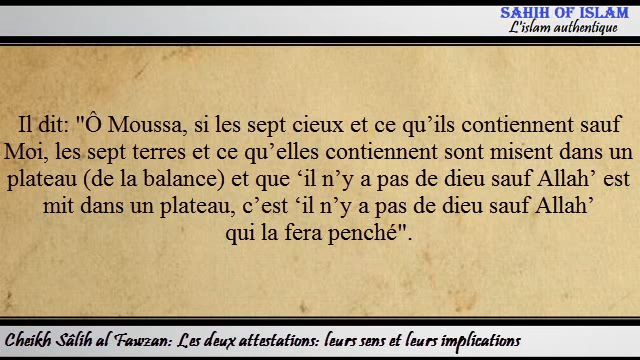 SAHIH OF ISLAM
L'islam authentique
Il dit: "Ô Moussa, si les sept cieux et ce qu’ils contiennent sauf
Moi, les sept terres et ce qu’elles contiennent sont misent dans un
plateau (de la balance) et que ‘il n’y a pas de dieu sauf Allah’ est
mit dans un plateau, c’est ‘il n’y a pas de dieu sauf Allah’
qui la fera penché".
Cheikh Sâlih al Fawzan: Les deux attestations: leurs sens et leurs implications